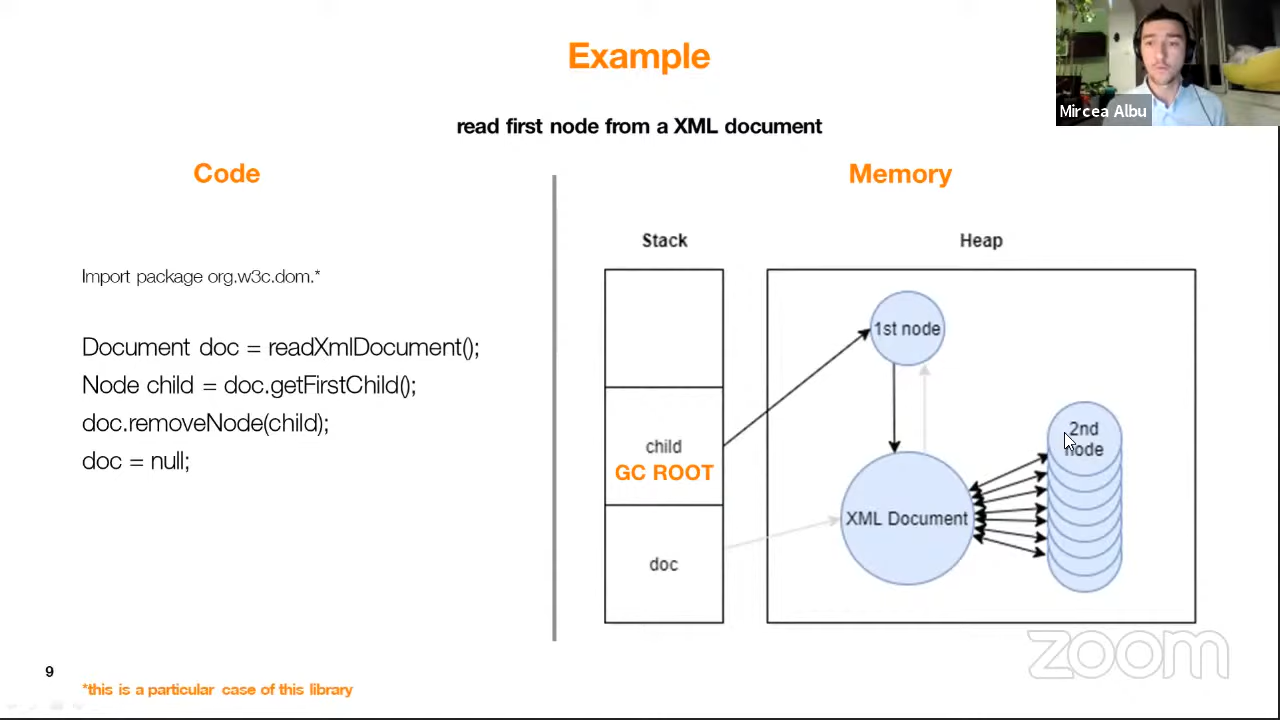 Example
Mircea Albu
read first node from a XML document
Code
Memory
Import package org.w3c.dom.*
Document doc = readXmlDocument();
Node child = doc.getFirstChild();
doc.removeNode(child);
doc = null;
Stack
Heap
child
GC ROOT
doc
1st node
XML Document
2nd
node
9
*this is a particular case of this library
zoom